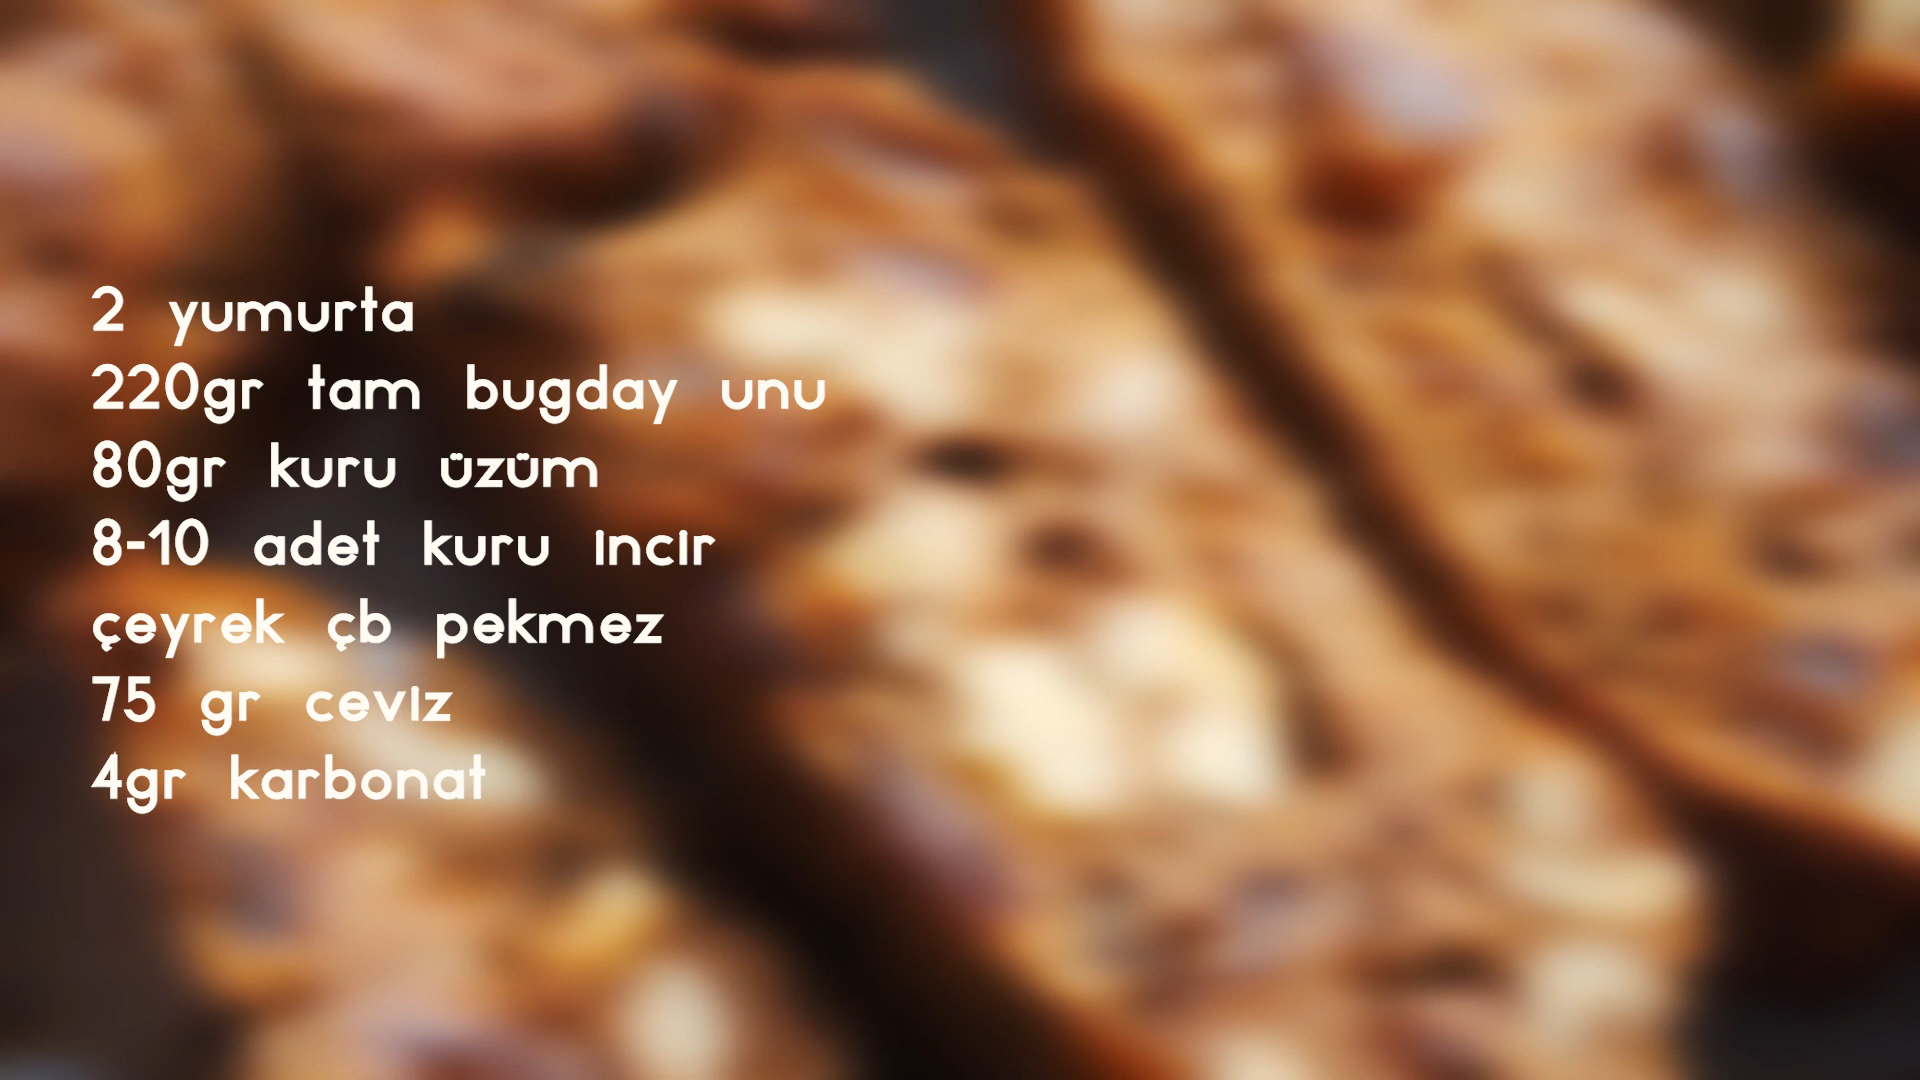 2 yumurta
220gr tam bugday unu
80gr kuru üzüm
8-10 adet kuru incir
çeyrek çb pekmez
75 gr ceviz
4gr karbonat